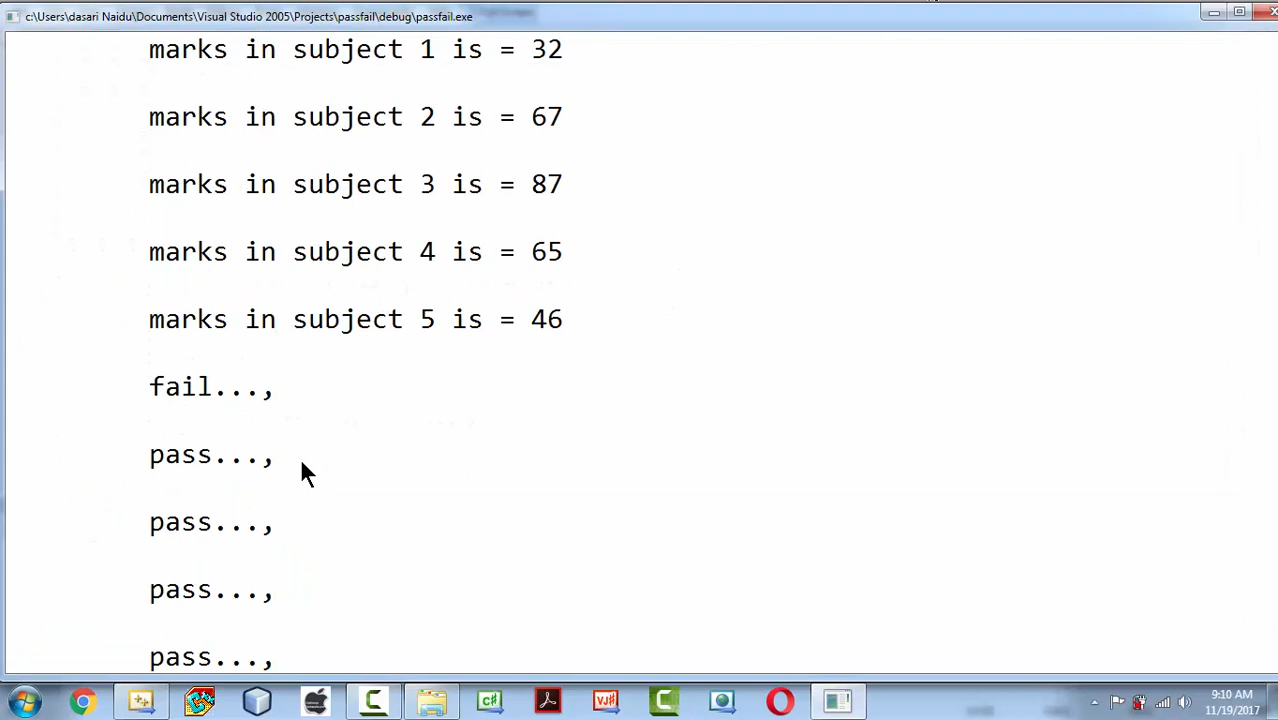 c:\Users\dasari Naidu\Documents\Visual Studio 2005\Projects\passfail\debug\passfail.exe
marks in subject 1 is = 32
marks in subject 2 is = 67
marks in subject 3 is = 87
marks in subject 4 is = 65
marks in subject 5 is = 46
fail...,
pass...,
pass...,
pass...,
pass...,
C#
VJ#
9:10 AM
11/19/2017